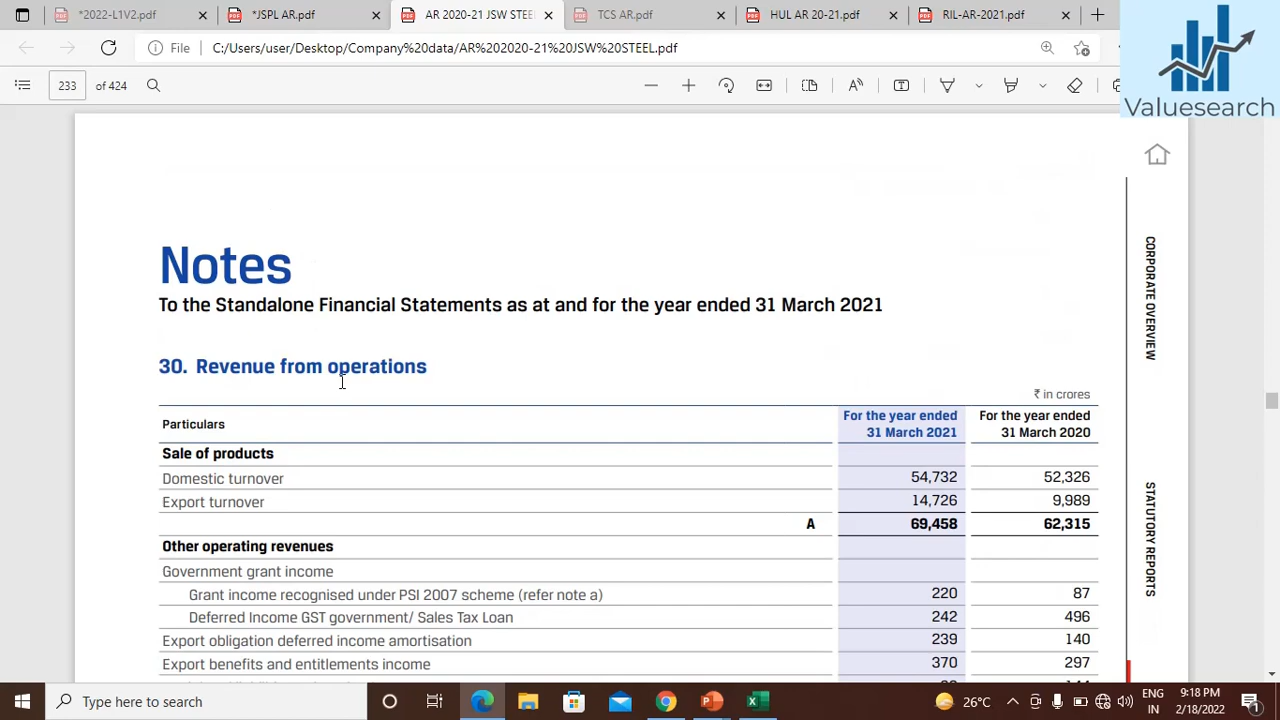 *2022-L1V2.pdf
*JSPL AR.pdf
AR 2020-21 JSW STEE
TCS AR.pdf
HUL AR 20-21.pdf
RIL-AR-2021.pdf
File
C:/Users/user/Desktop/Company%20data/AR%202020-21%20JSW%20STEEL.pdf
233
of 424
Valuesearch
Notes
To the Standalone Financial Statements as at and for the year ended 31 March 2021
30. Revenue from operations
₹ in crores
Particulars
For the year ended
31 March 2021
For the year ended
31 March 2020
Sale of products
Domestic turnover 54,732 52,326
Export turnover 14,726 9,989
A 69,458 62,315
Other operating revenues
Government grant income
Grant income recognised under PSI 2007 scheme (refer note a) 220 87
Deferred Income GST government/ Sales Tax Loan 242 496
Export obligation deferred income amortisation 239 140
Export benefits and entitlements income 370 297
CORPORATE OVERVIEW
STATUTORY REPORTS
Type here to search
26°C
ENG
IN
9:18 PM
2/18/2022
1